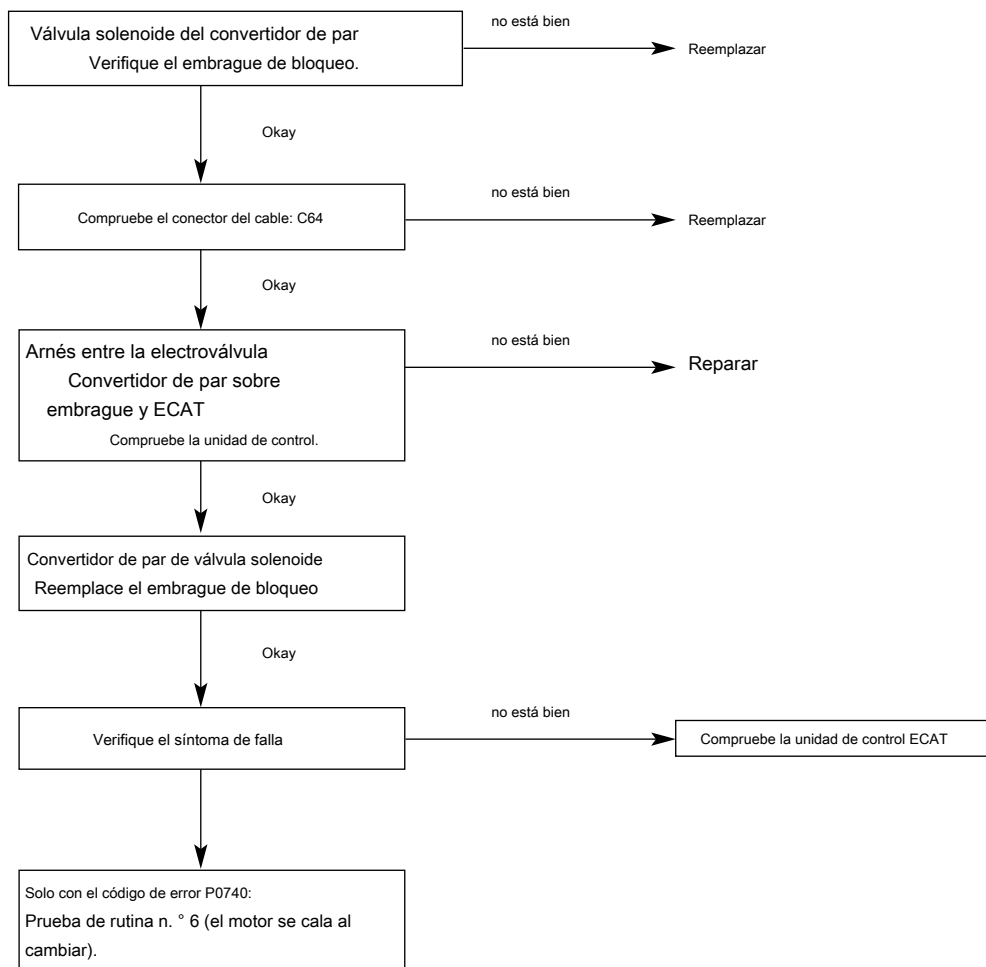 Válvula solenoide del convertidor de par
Verifique el embrague de bloqueo.
no está bien
Reemplazar
Okay
Compruebe el conector del cable: C64
no está bien
Reemplazar
Okay
Arnés entre la electroválvula
Convertidor de par sobre
embrague y ECAT
Compruebe la unidad de control.
no está bien
Reparar
Okay
Convertidor de par de válvula solenoide
Reemplace el embrague de bloqueo
Okay
Verifique el síntoma de falla
no está bien
Compruebe la unidad de control ECAT
Solo con el código de error P0740:
Prueba de rutina n. ° 6 (el motor se cala al
cambiar).